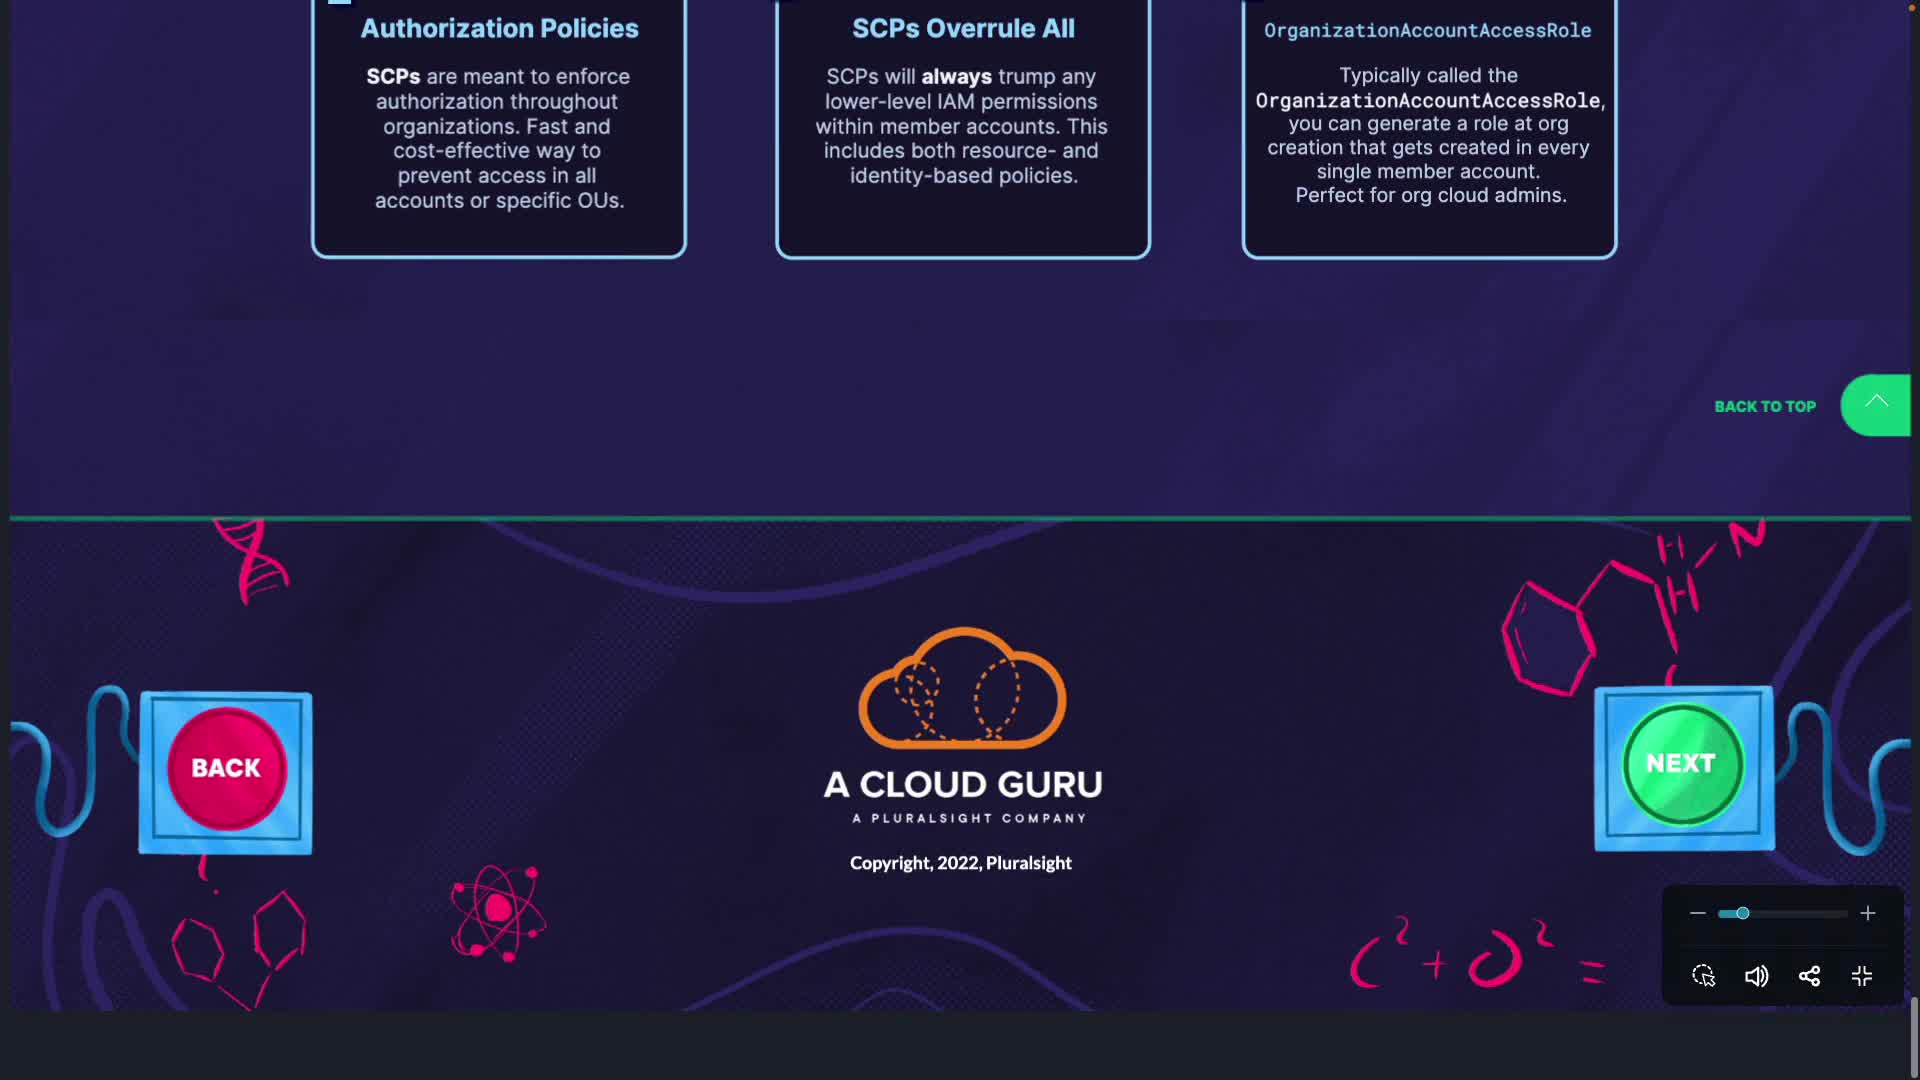 Authorization Policies
SCPs are meant to enforce
authorization throughout
organizations. Fast and
cost-effective way to
prevent access in all
accounts or specific OUs.
SCPs Overrule All
SCPs will always trump any
lower-level IAM permissions
within member accounts. This
includes both resource- and
identity-based policies.
OrganizationAccountAccessRole
Typically called the
OrganizationAccountAccessRole,
you can generate a role at org
creation that gets created in every
single member account.
Perfect for org cloud admins.
BACK TO TOP
H N
H
BACK
A CLOUD GURU
A PLURALSIGHT COMPANY
Copyright, 2022, Pluralsight
NEXT
C² + O² =